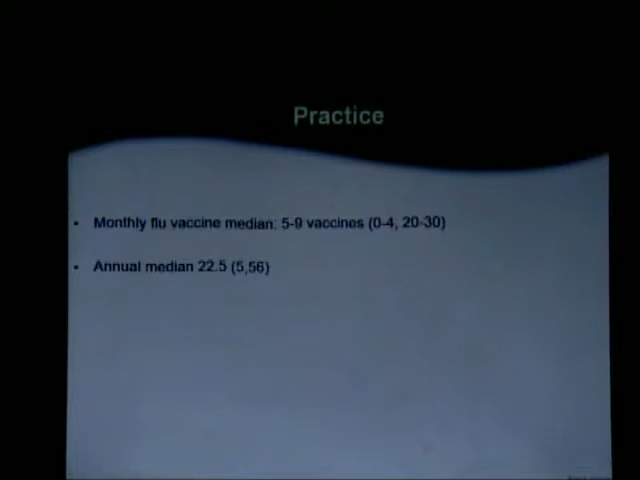 Practice
• Monthly flu vaccine median: 5-9 vaccines (0-4, 20-30)
• Annual median 22.5 (5,56)